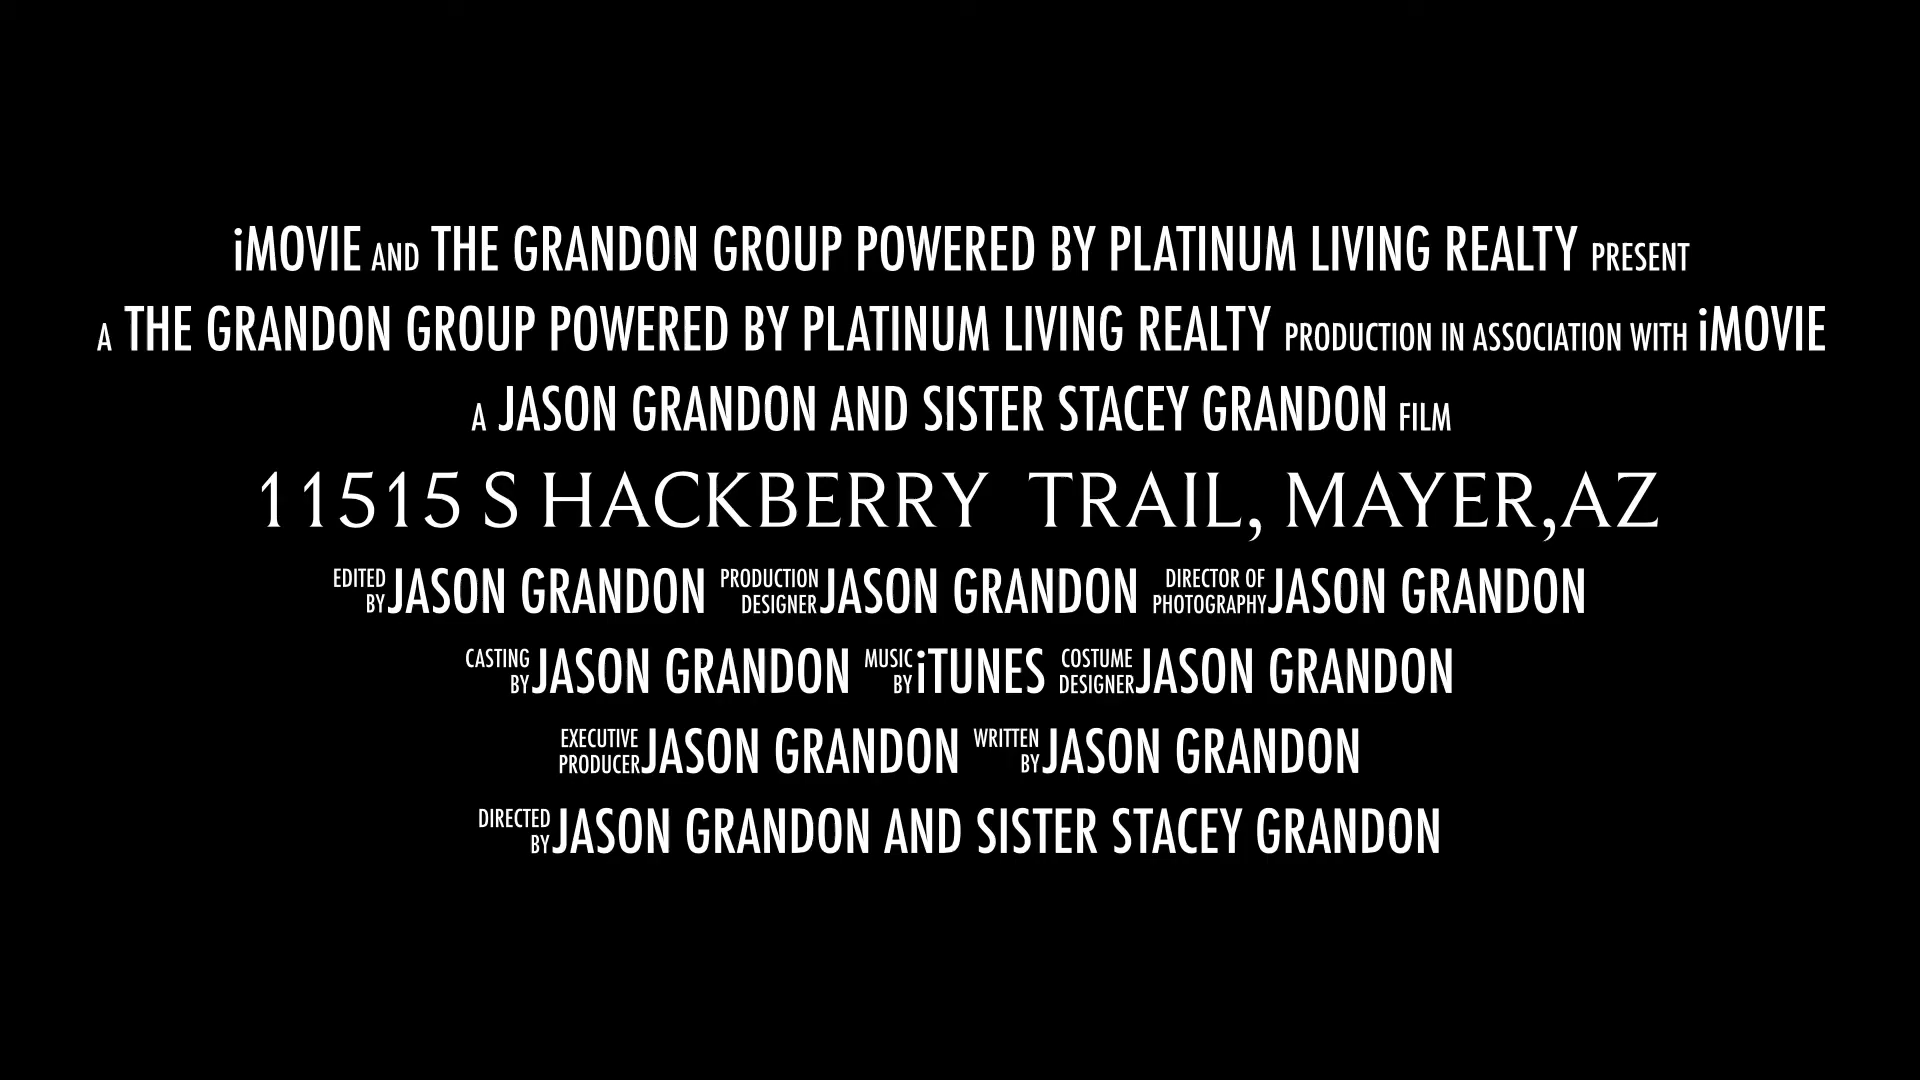 iMOVIE AND THE GRANDON GROUP POWERED BY PLATINUM LIVING REALTY PRESENT
A THE GRANDON GROUP POWERED BY PLATINUM LIVING REALTY PRODUCTION IN ASSOCIATION WITH iMOVIE
A JASON GRANDON AND SISTER STACEY GRANDON FILM
11515 S HACKBERRY TRAIL, MAYER,AZ
EDITED BY JASON GRANDON PRODUCTION DESIGNER JASON GRANDON DIRECTOR OF PHOTOGRAPHY JASON GRANDON
CASTING BY JASON GRANDON MUSIC BY iTUNES COSTUME DESIGNER JASON GRANDON
EXECUTIVE PRODUCER JASON GRANDON WRITTEN BY JASON GRANDON
DIRECTED BY JASON GRANDON AND SISTER STACEY GRANDON